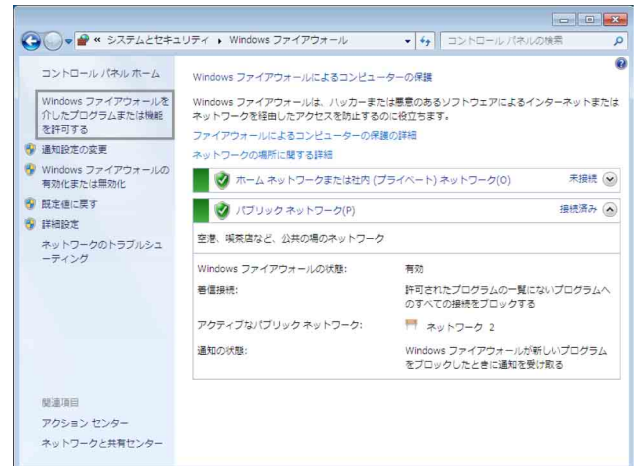 « システムとセキュリティ ▸ Windows ファイアウォール
コントロール パネルの検索
コントロール パネル ホーム
Windows ファイアウォールを
介したプログラムまたは機能
を許可する
通知設定の変更
Windows ファイアウォールの
有効化または無効化
既定値に戻す
詳細設定
ネットワークのトラブルシュ
ーティング
関連項目
アクション センター
ネットワークと共有センター
Windows ファイアウォールによるコンピューターの保護
Windows ファイアウォールは、ハッカーまたは悪意のあるソフトウェアによるインターネットまたは
ネットワークを経由したアクセスを防止するのに役立ちます。
ファイアウォールによるコンピューターの保護の詳細
ネットワークの場所に関する詳細
ホーム ネットワークまたは社内 (プライベート) ネットワーク(O) 未接続
パブリック ネットワーク(P) 接続済み
空港、喫茶店など、公共の場のネットワーク
Windows ファイアウォールの状態: 有効
着信接続: 許可されたプログラムの一覧にないプログラムへ
のすべての接続をブロックする
アクティブなパブリック ネットワーク: ネットワーク 2
通知の状態: Windows ファイアウォールが新しいプログラム
をブロックしたときに通知を受け取る